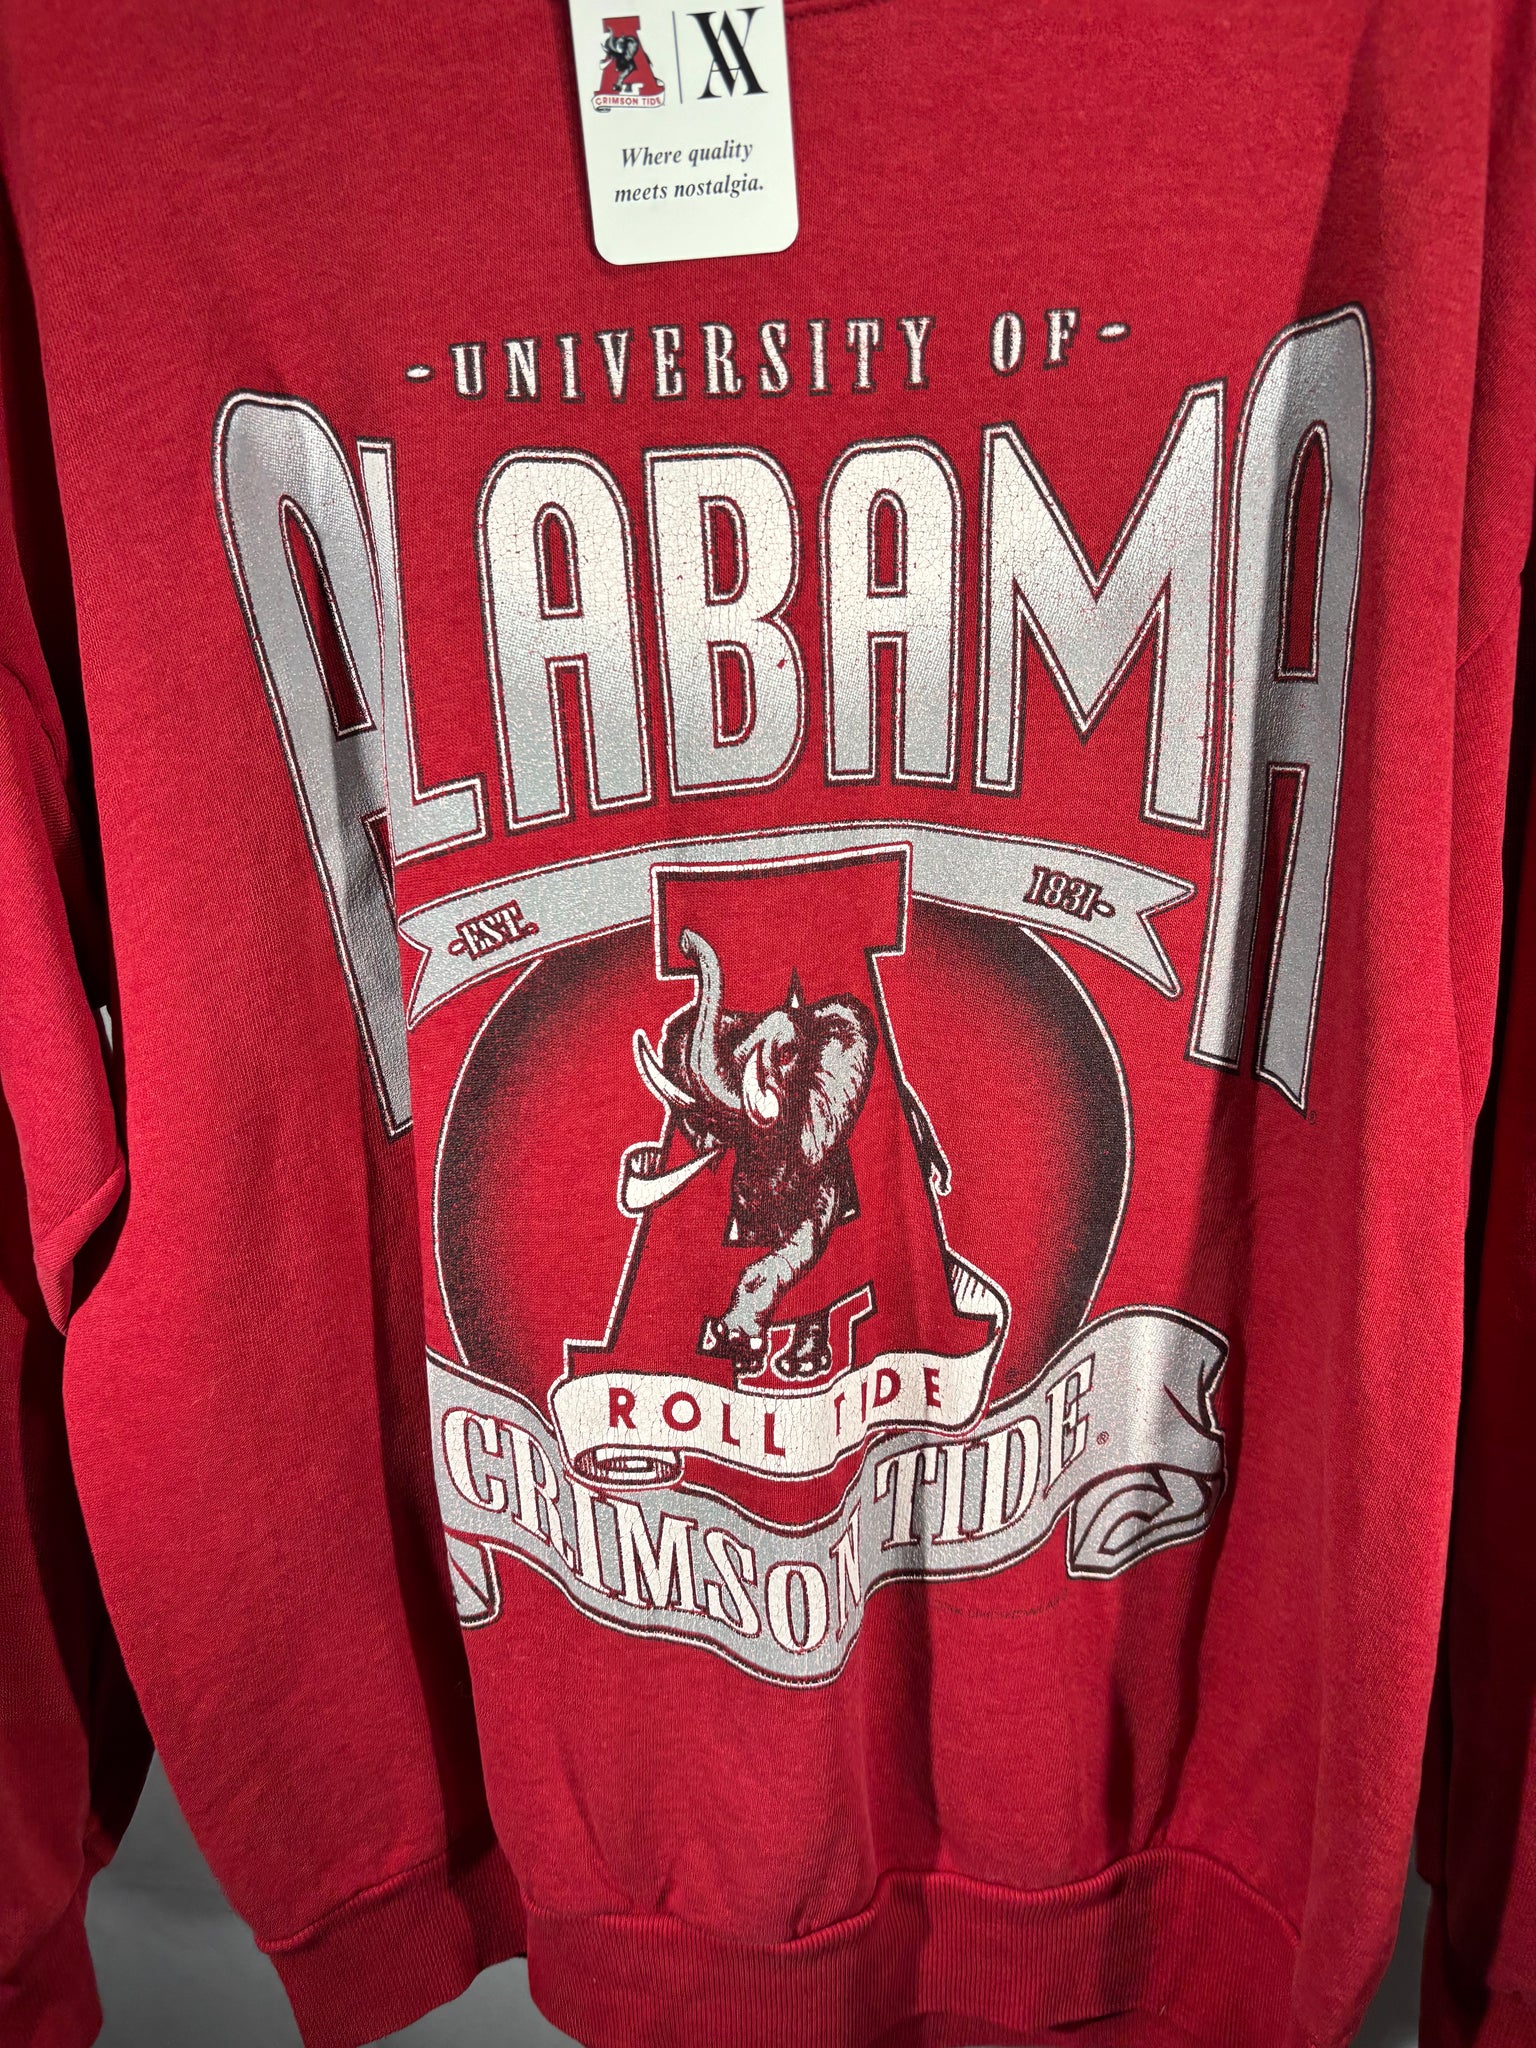 CRIMSON TIDE
Where quality
meets nostalgia.
-UNIVERSITY OF-
ALABAMA
-EST. 1831-
ROLL TIDE
CRIMSON TIDE®